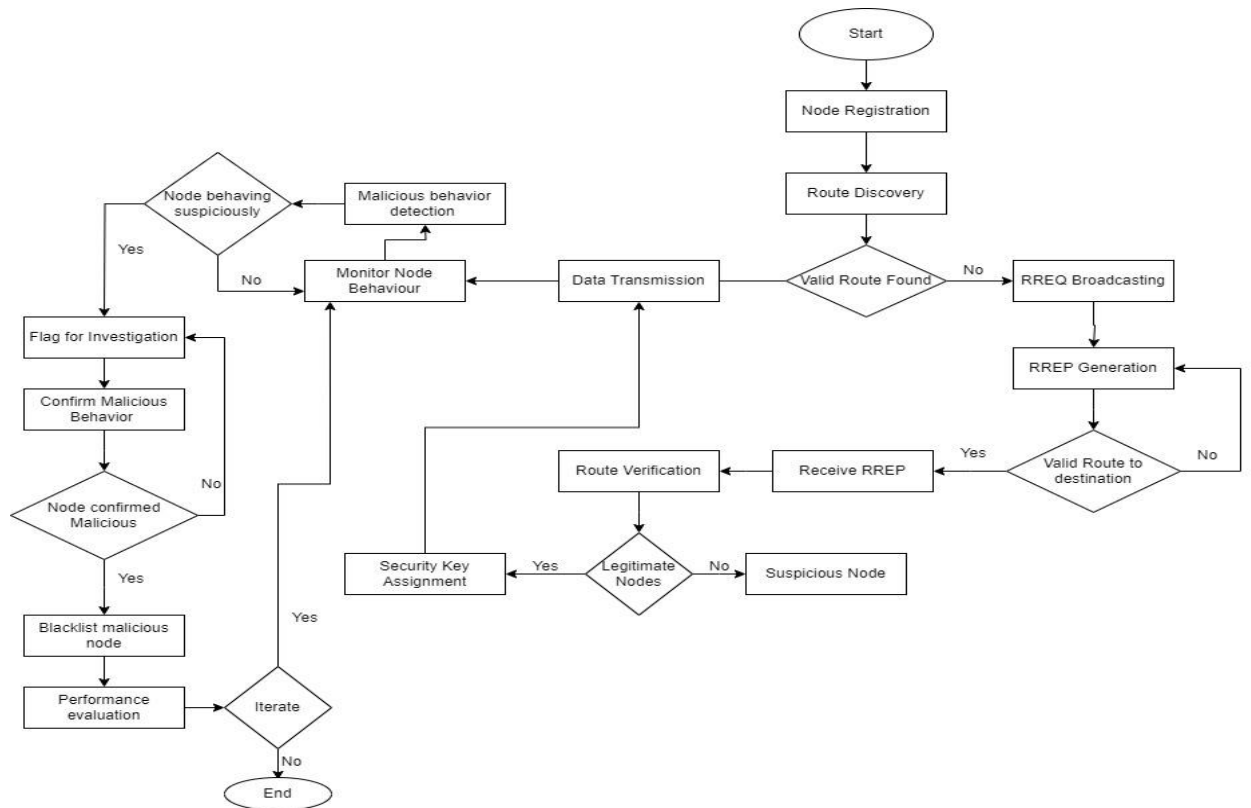 Start
Node Registration
Route Discovery
Valid Route Found
No
RREQ Broadcasting
RREP Generation
Valid Route to
destination
No
Yes
Receive RREP
Route Verification
Legitimate
Nodes
No
Suspicious Node
Yes
Security Key
Assignment
Data Transmission
Monitor Node
Behaviour
Malicious behavior
detection
Node behaving
suspiciously
No
Yes
Flag for Investigation
Confirm Malicious
Behavior
Node confirmed
Malicious
No
Yes
Blacklist malicious
node
Performance
evaluation
Iterate
Yes
No
End